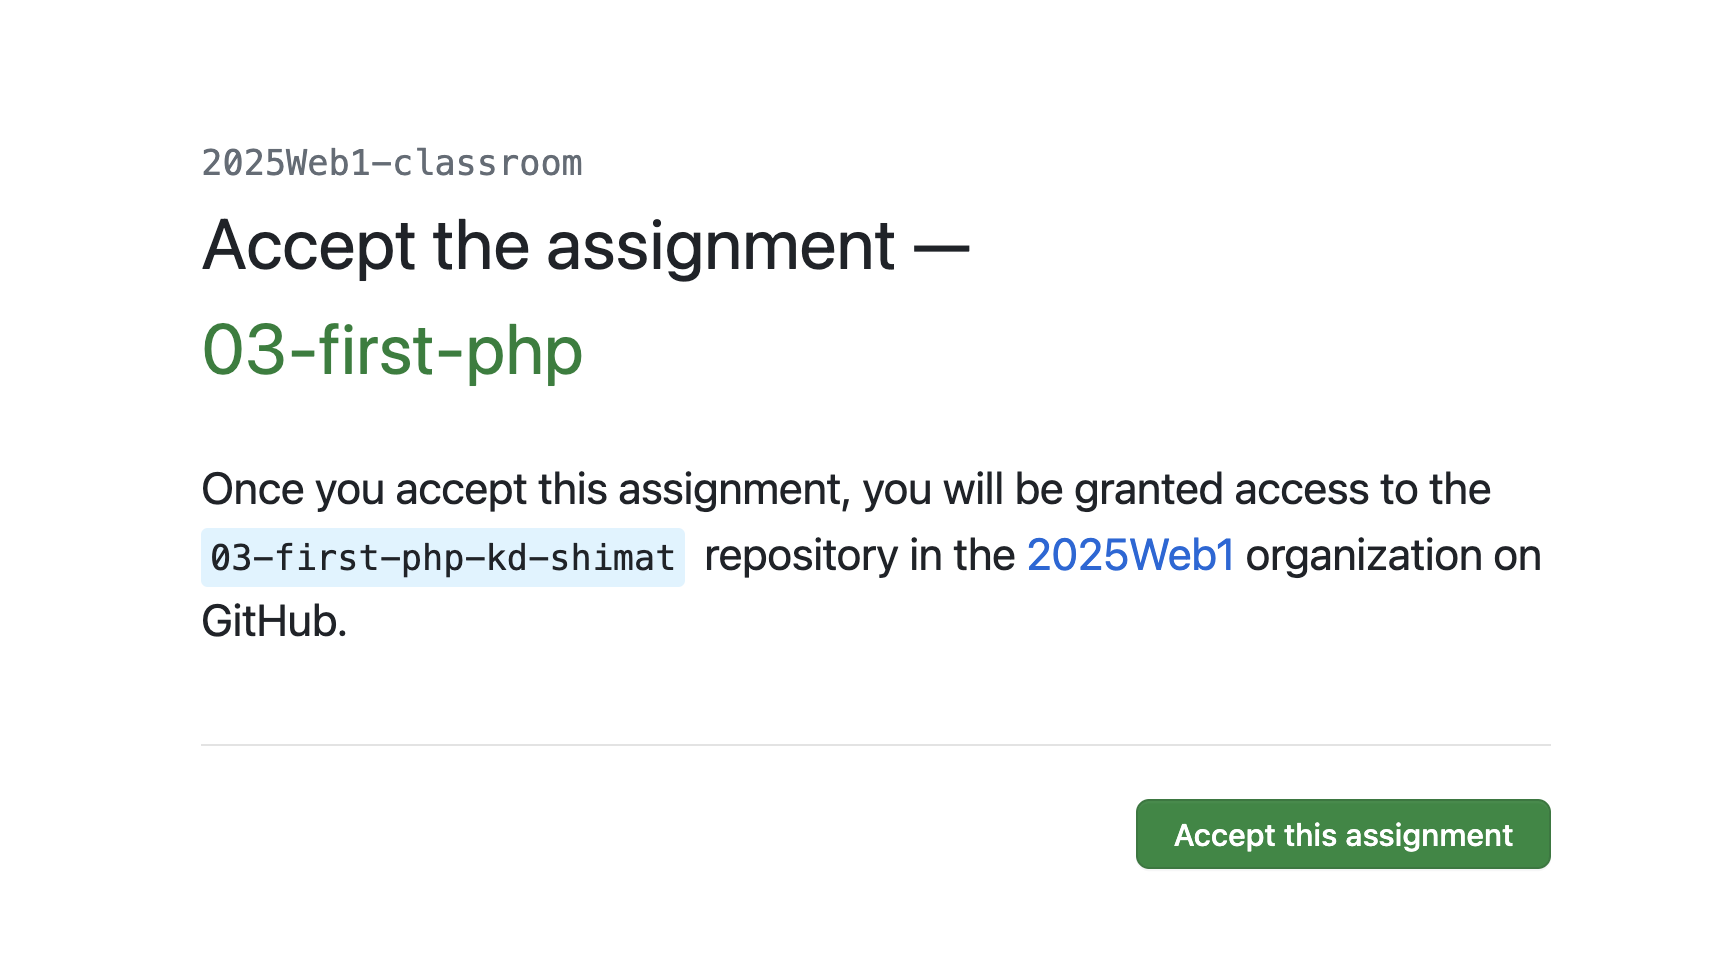 2025Web1-classroom
Accept the assignment —
03-first-php
Once you accept this assignment, you will be granted access to the
03-first-php-kd-shimat repository in the 2025Web1 organization on
GitHub.
Accept this assignment